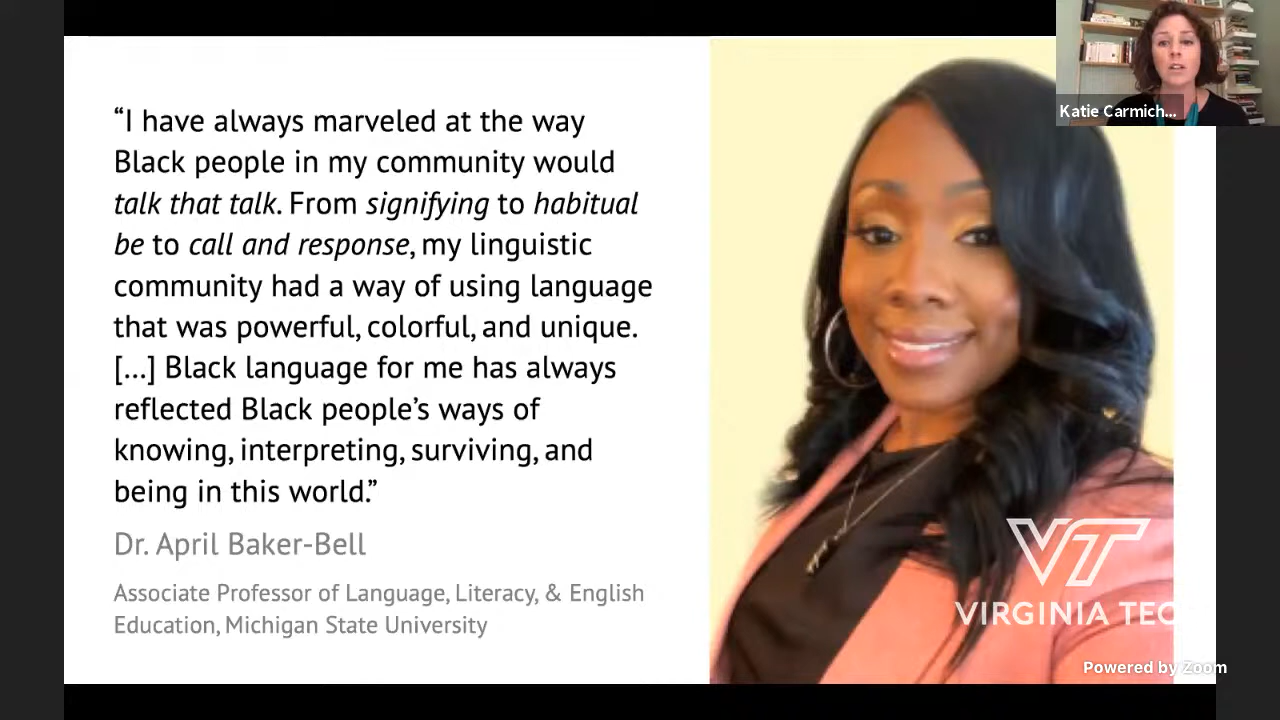 “I have always marveled at the way
Black people in my community would
talk that talk. From signifying to habitual
be to call and response, my linguistic
community had a way of using language
that was powerful, colorful, and unique.
[...] Black language for me has always
reflected Black people’s ways of
knowing, interpreting, surviving, and
being in this world.”
Dr. April Baker-Bell
Associate Professor of Language, Literacy, & English
Education, Michigan State University
Katie Carmich...
VT
VIRGINIA TEC
Powered by Zoom